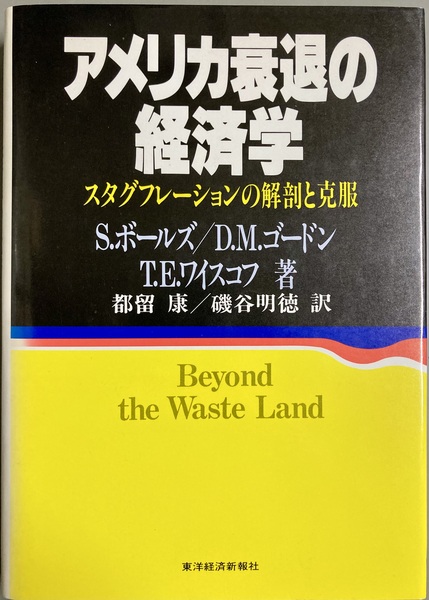 アメリカ衰退の
経済学
スタグフレーションの解剖と克服
S.ボールズ/D.M.ゴードン
T.E.ワイスコフ 著
都留 康/磯谷明徳 訳
Beyond
the Waste Land
東洋経済新報社